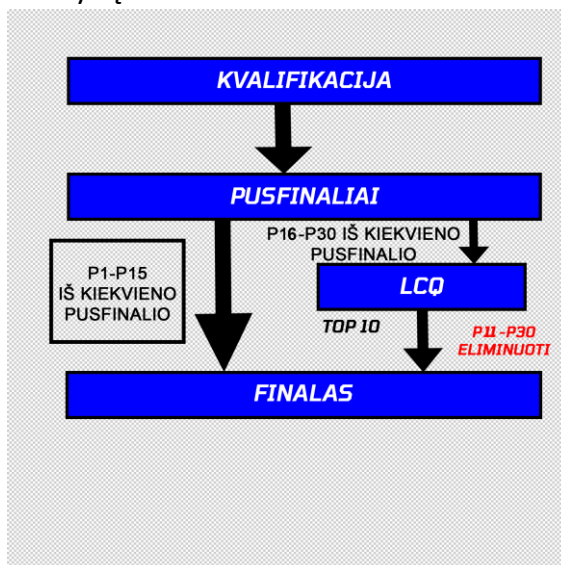 KVALIFIKACIJA
PUSFINALIAI
P16-P30 IŠ KIEKVIENO
PUSFINALIO
P1-P15
IŠ KIEKVIENO
PUSFINALIO
LCQ
TOP 10
P11-P30
ELIMINUOTI
FINALAS